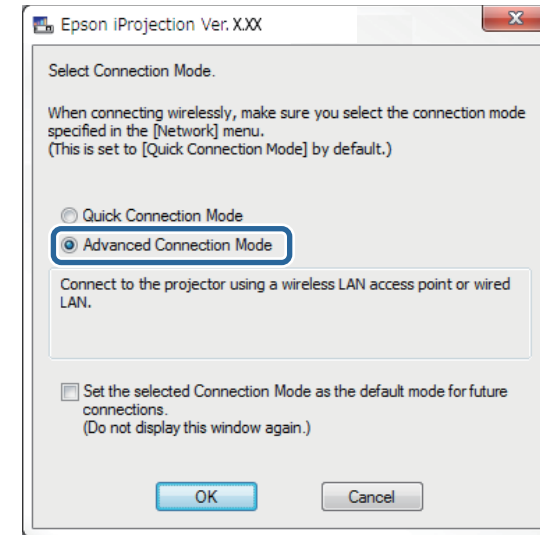 Epson iProjection Ver. X.XX
Select Connection Mode.
When connecting wirelessly, make sure you select the connection mode
specified in the [Network] menu.
(This is set to [Quick Connection Mode] by default.)
Quick Connection Mode
Advanced Connection Mode
Connect to the projector using a wireless LAN access point or wired
LAN.
Set the selected Connection Mode as the default mode for future
connections.
(Do not display this window again.)
OK Cancel